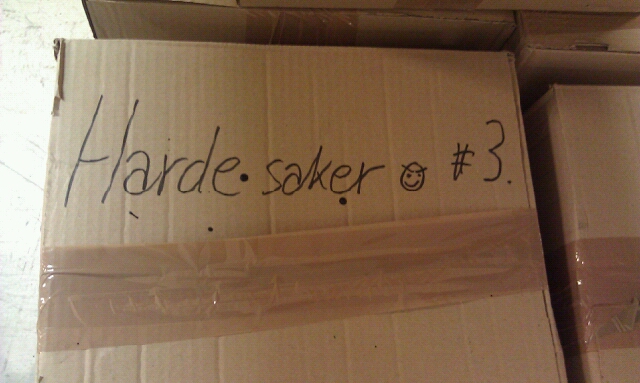 Harde • saker #3.